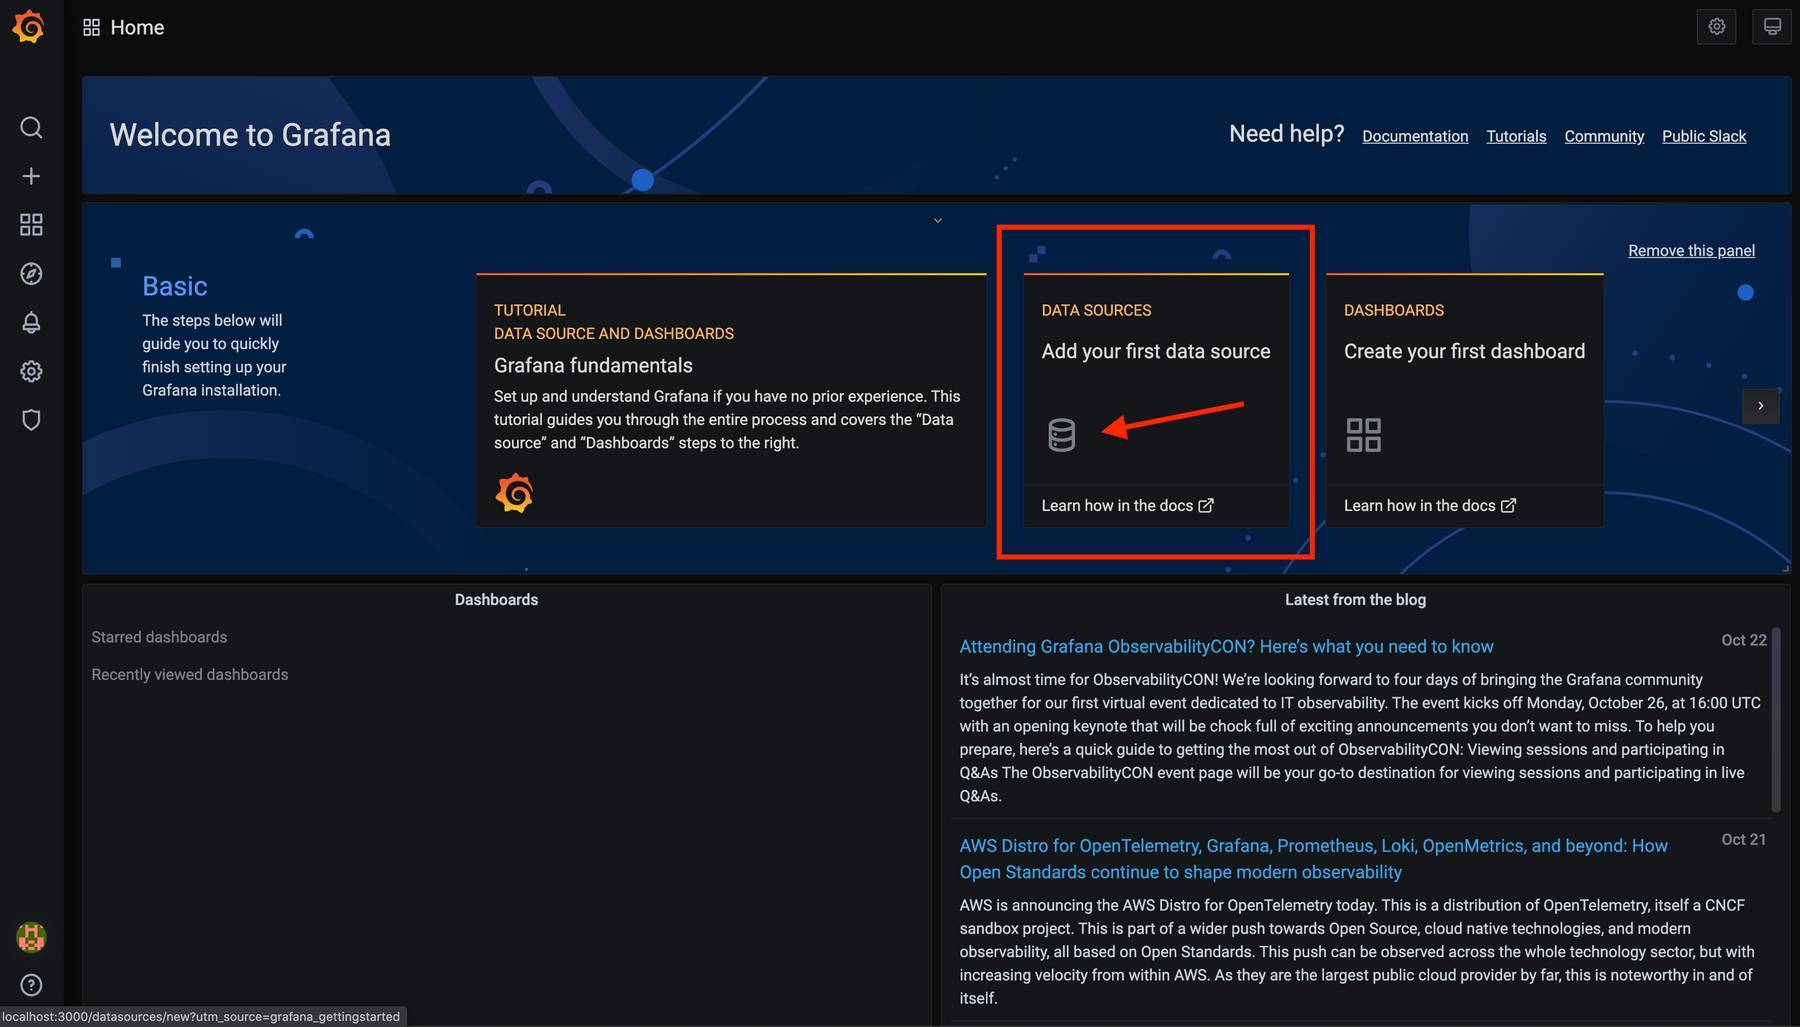 Home
Welcome to Grafana
Need help? Documentation Tutorials Community Public Slack
Remove this panel
Basic
The steps below will
guide you to quickly
finish setting up your
Grafana installation.
TUTORIAL
DATA SOURCE AND DASHBOARDS
Grafana fundamentals
Set up and understand Grafana if you have no prior experience. This
tutorial guides you through the entire process and covers the “Data
source” and “Dashboards” steps to the right.
DATA SOURCES
Add your first data source
Learn how in the docs
DASHBOARDS
Create your first dashboard
Learn how in the docs
Dashboards
Starred dashboards
Recently viewed dashboards
Latest from the blog
Attending Grafana ObservabilityCON? Here’s what you need to know
Oct 22
It’s almost time for ObservabilityCON! We’re looking forward to four days of bringing the Grafana community
together for our first virtual event dedicated to IT observability. The event kicks off Monday, October 26, at 16:00 UTC
with an opening keynote that will be chock full of exciting announcements you don’t want to miss. To help you
prepare, here’s a quick guide to getting the most out of ObservabilityCON: Viewing sessions and participating in
Q&As The ObservabilityCON event page will be your go-to destination for viewing sessions and participating in live
Q&As.
AWS Distro for OpenTelemetry, Grafana, Prometheus, Loki, OpenMetrics, and beyond: How
Open Standards continue to shape modern observability
Oct 21
AWS is announcing the AWS Distro for OpenTelemetry today. This is a distribution of OpenTelemetry, itself a CNCF
sandbox project. This is part of a wider push towards Open Source, cloud native technologies, and modern
observability, all based on Open Standards. This push can be observed across the whole technology sector, but with
increasing velocity from within AWS. As they are the largest public cloud provider by far, this is noteworthy in and of
itself.
localhost:3000/datasources/new?utm_source=grafana_gettingstarted